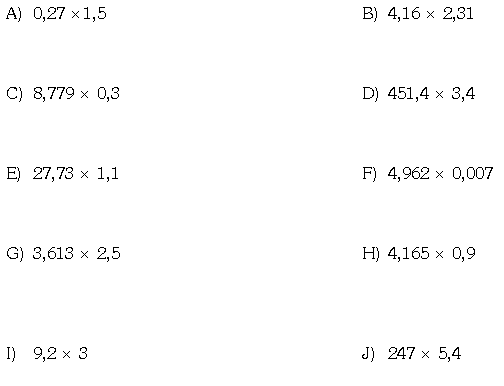 A) 0,27 ×1,5
B) 4,16 × 2,31
C) 8,779 × 0,3
D) 451,4 × 3,4
E) 27,73 × 1,1
F) 4,962 × 0,007
G) 3,613 × 2,5
H) 4,165 × 0,9
I) 9,2 × 3
J) 247 × 5,4